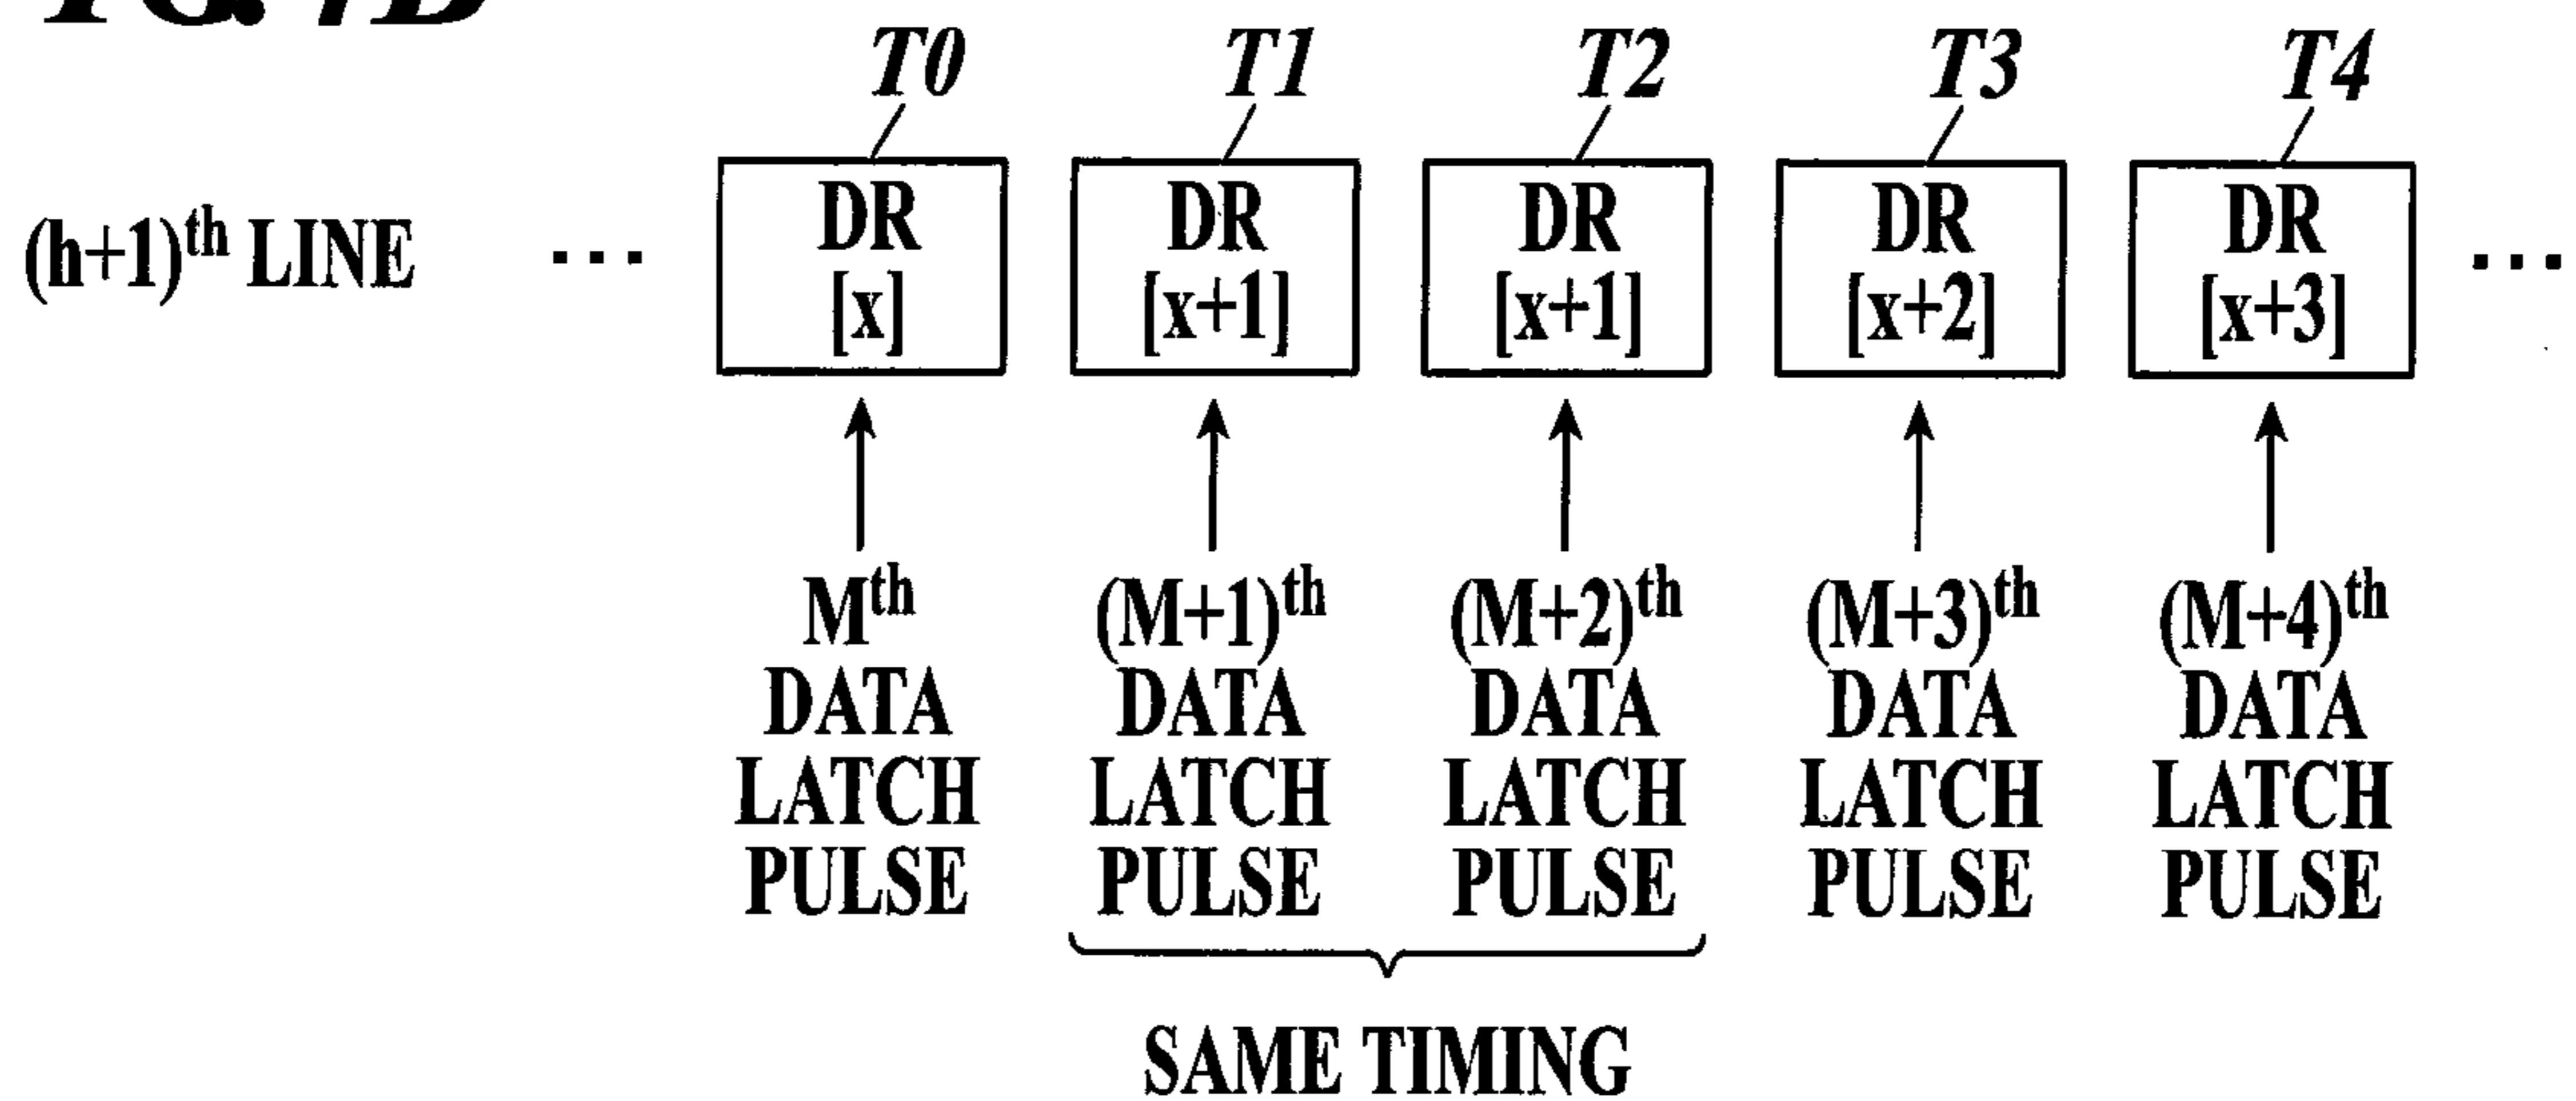 T0 T1 T2 T3 T4
(h+1)th LINE ... DR [x] DR [x+1] DR [x+1] DR [x+2] DR [x+3] ...
Mth DATA LATCH PULSE
(M+1)th DATA LATCH PULSE
(M+2)th DATA LATCH PULSE
(M+3)th DATA LATCH PULSE
(M+4)th DATA LATCH PULSE
SAME TIMING